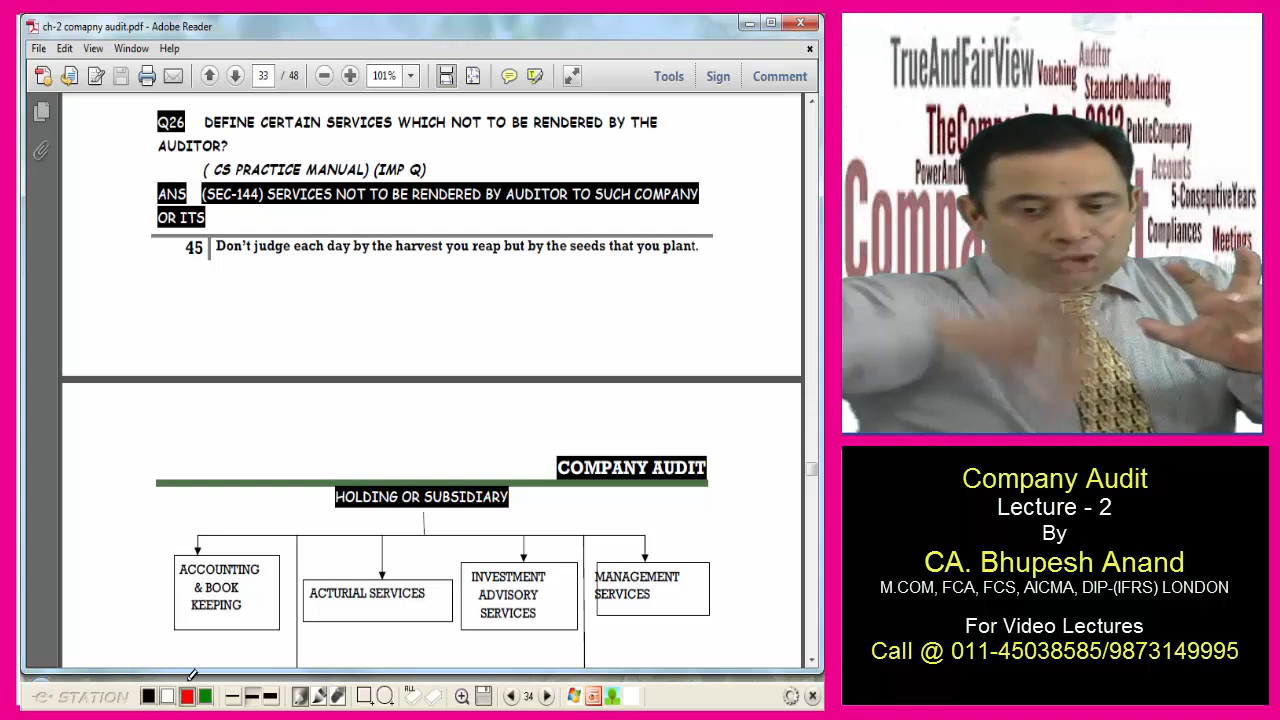 ch-2 comapny audit.pdf - Adobe Reader
File Edit View Window Help
33 / 48 101% Tools Sign Comment
Q26 DEFINE CERTAIN SERVICES WHICH NOT TO BE RENDERED BY THE
AUDITOR?
( CS PRACTICE MANUAL) (IMP Q)
ANS (SEC-144) SERVICES NOT TO BE RENDERED BY AUDITOR TO SUCH COMPANY
OR ITS
45 Don't judge each day by the harvest you reap but by the seeds that you plant.
COMPANY AUDIT
HOLDING OR SUBSIDIARY
ACCOUNTING
& BOOK
KEEPING
ACTURIAL SERVICES
INVESTMENT
ADVISORY
SERVICES
MANAGEMENT
SERVICES
e-STATION
ALL
34
TrueAndFairView
Auditor
Vouching
StandardOnAuditing
PublicCompany
Accounts
5-ConsequtiveYears
Compliances
Meetings
Company Audit
Lecture - 2
By
CA. Bhupesh Anand
M.COM, FCA, FCS, AICMA, DIP-(IFRS) LONDON
For Video Lectures
Call @ 011-45038585/9873149995